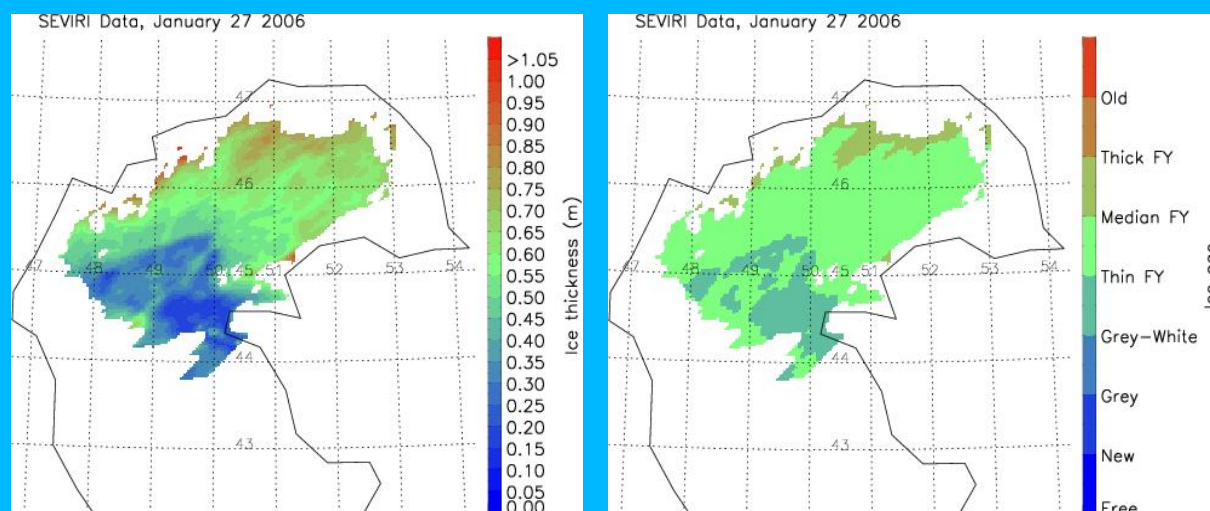 SEVIRI Data, January 27 2006
47
46
47 48 49 50 45 51 52 53 54
44
43
>1.05
1.00
0.95
0.90
0.85
0.80
0.75
0.70
0.65
0.60
0.55
0.50
0.45
0.40
0.35
0.30
0.25
0.20
0.15
0.10
0.05
0.00
Ice thickness (m)
SEVIRI Data, January 27 2006
47
46
47 48 49 50 45 51 52 53 54
44
43
Old
Thick FY
Median FY
Thin FY
Grey-White
Grey
New
Free